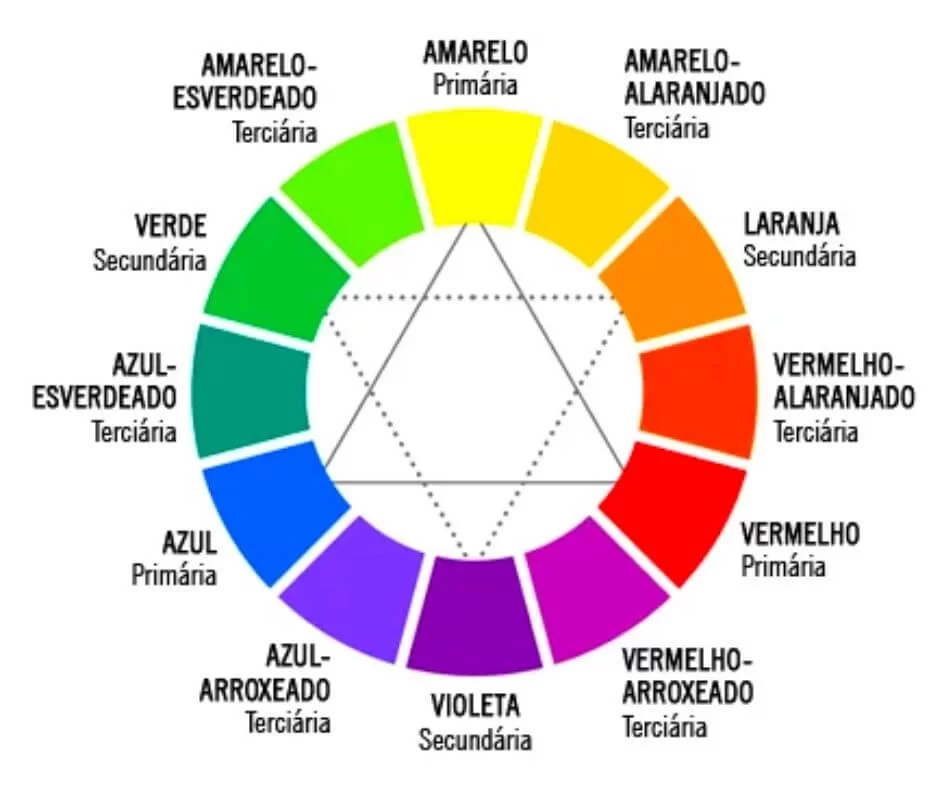 AMARELO
Primária
AMARELO-
ALARANJADO
Terciária
LARANJA
Secundária
VERMELHO-
ALARANJADO
Terciária
VERMELHO
Primária
VERMELHO-
ARROXEADO
Terciária
VIOLETA
Secundária
AZUL-
ARROXEADO
Terciária
AZUL
Primária
AZUL-
ESVERDEADO
Terciária
VERDE
Secundária
AMARELO-
ESVERDEADO
Terciária